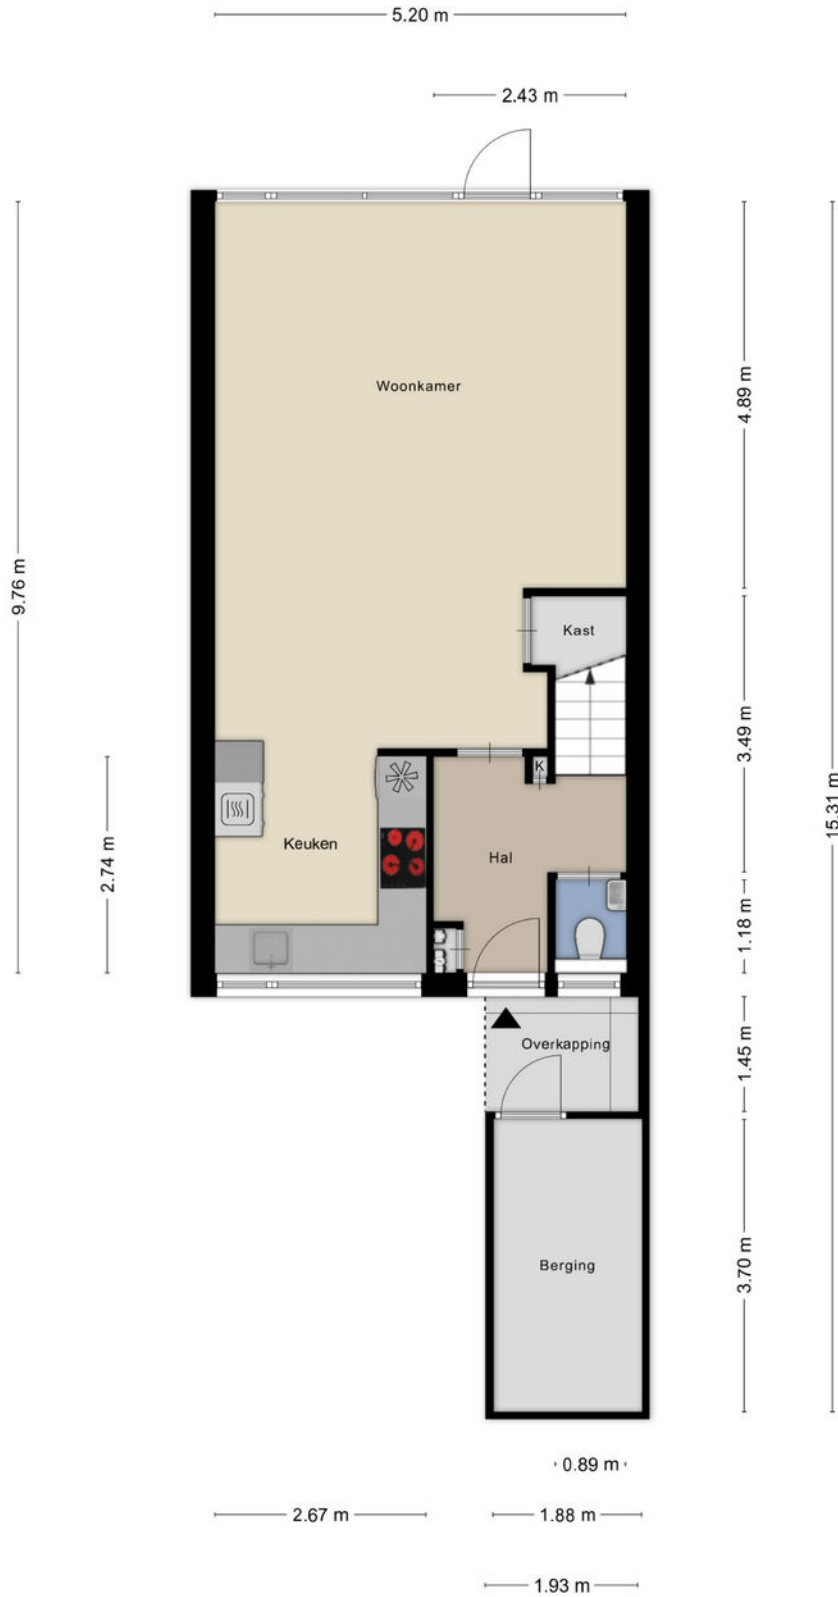 5.20 m
2.43 m
Woonkamer
4.89 m
9.76 m
Kast
3.49 m
K
15.31 m
Keuken
Hal
2.74 m
1.18 m
Overkapping
1.45 m
Berging
3.70 m
0.89 m
2.67 m
1.88 m
1.93 m